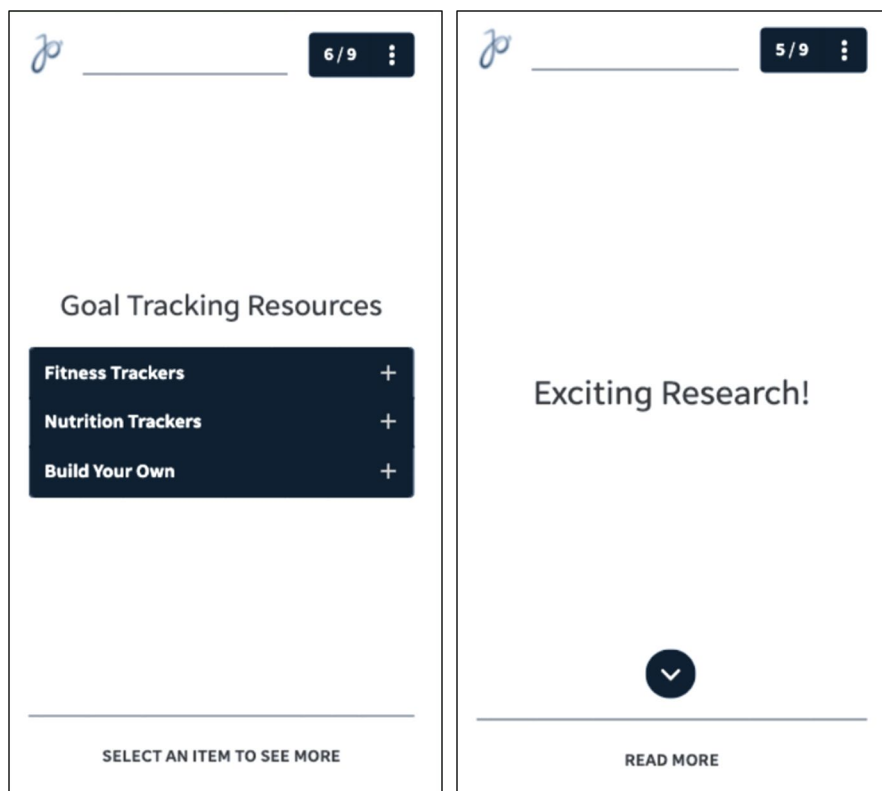 6/9
Goal Tracking Resources
Fitness Trackers
Nutrition Trackers
Build Your Own
SELECT AN ITEM TO SEE MORE
5/9
Exciting Research!
READ MORE